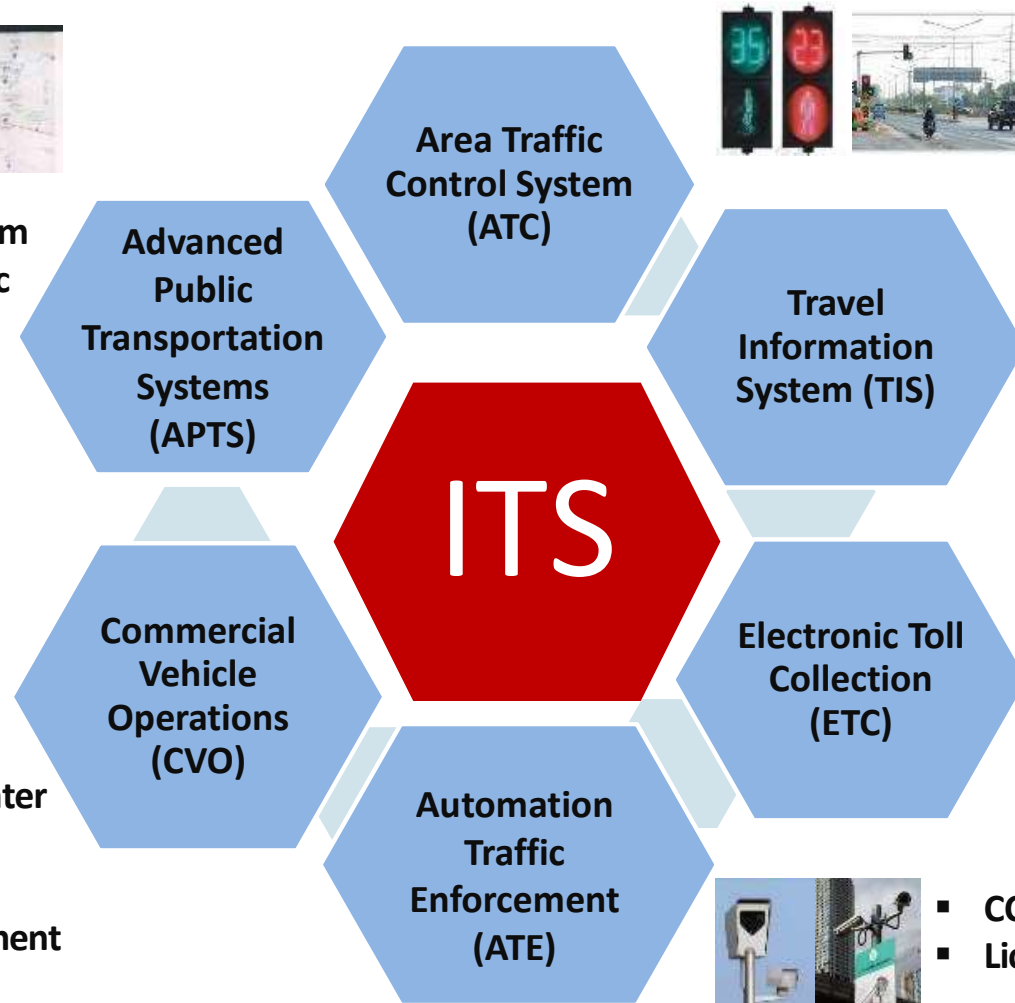 35 23
Area Traffic
Control System
(ATC)
Advanced
Public
Transportation
Systems
(APTS)
Travel
Information
System (TIS)
ITS
Commercial
Vehicle
Operations
(CVO)
Electronic Toll
Collection
(ETC)
Automation
Traffic
Enforcement
(ATE)